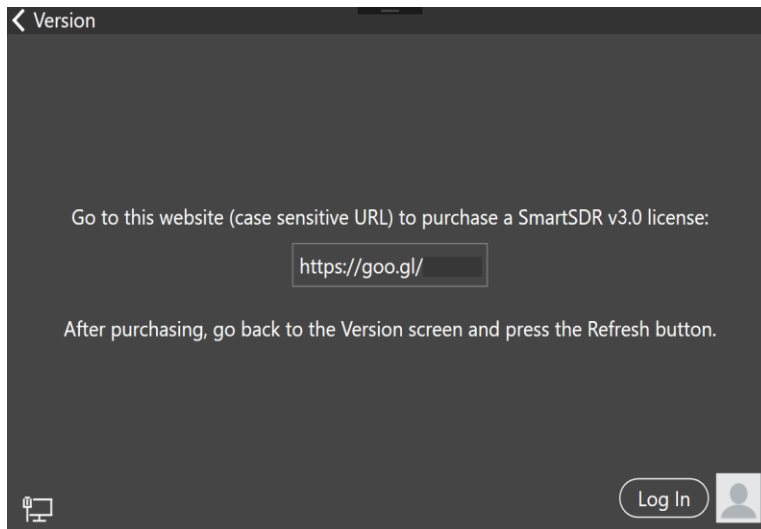 Version
Go to this website (case sensitive URL) to purchase a SmartSDR v3.0 license:
https://goo.gl/
After purchasing, go back to the Version screen and press the Refresh button.
Log In